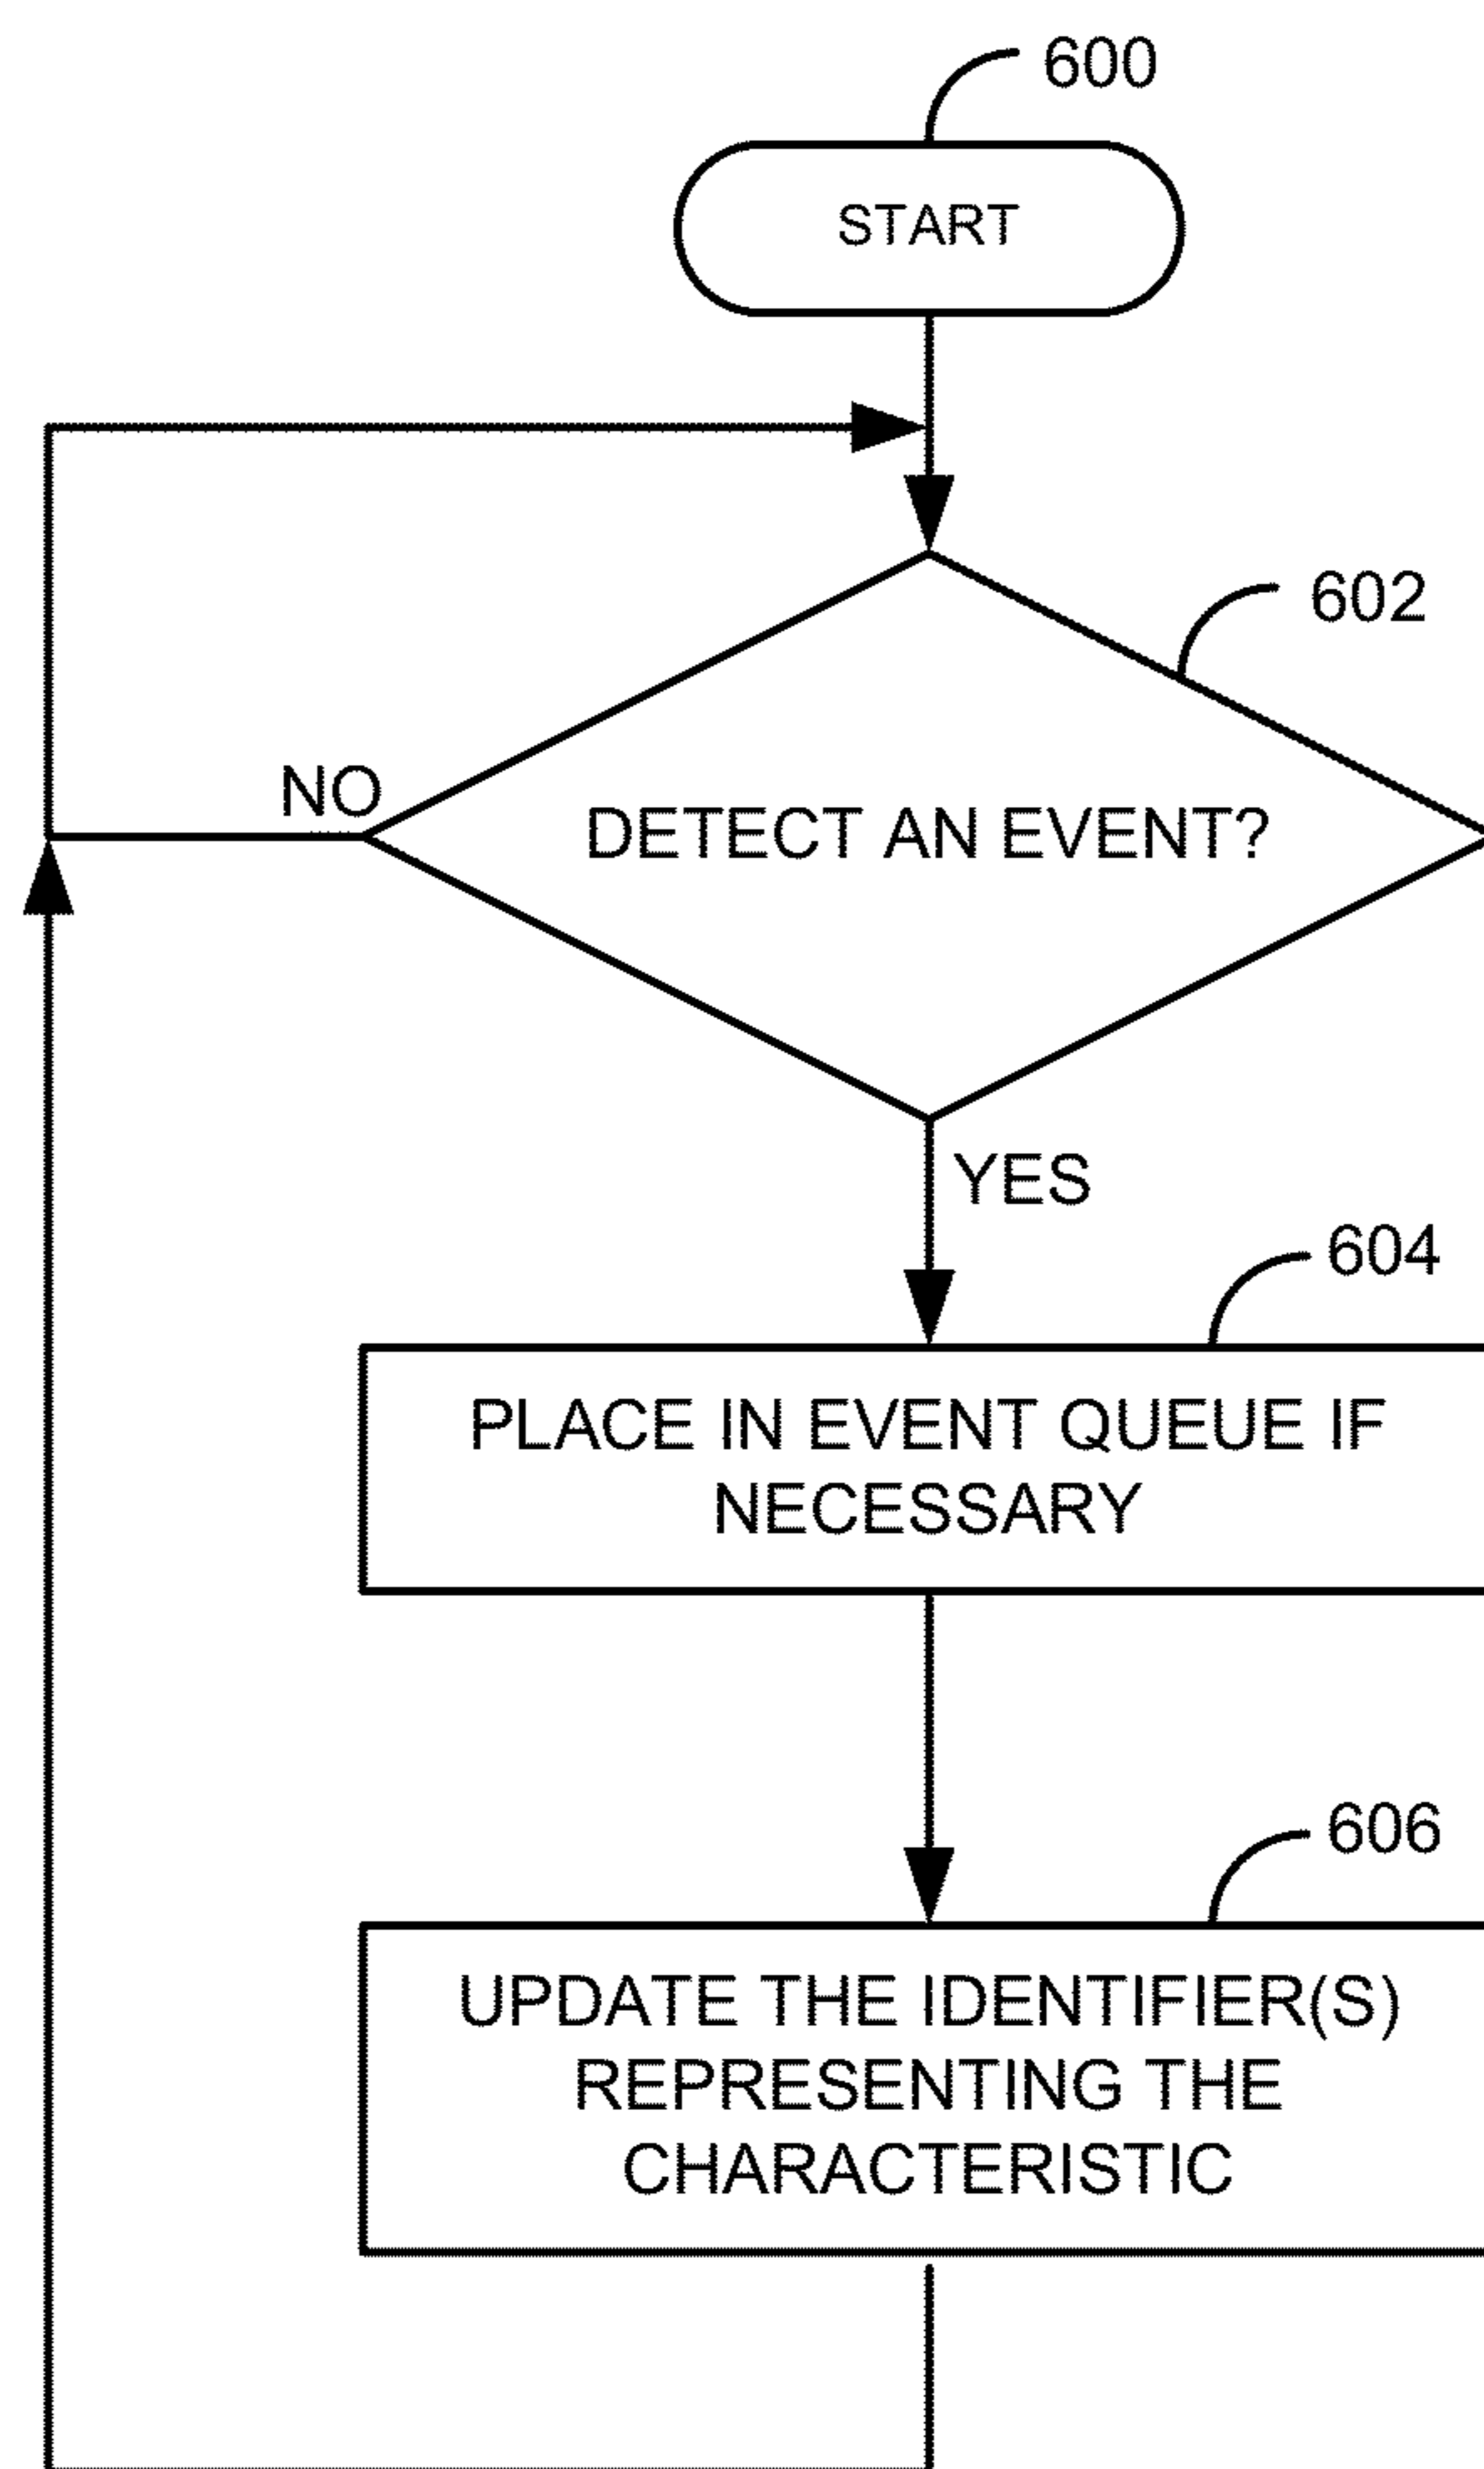 600
START
602
NO
DETECT AN EVENT?
YES
604
PLACE IN EVENT QUEUE IF
NECESSARY
606
UPDATE THE IDENTIFIER(S)
REPRESENTING THE
CHARACTERISTIC